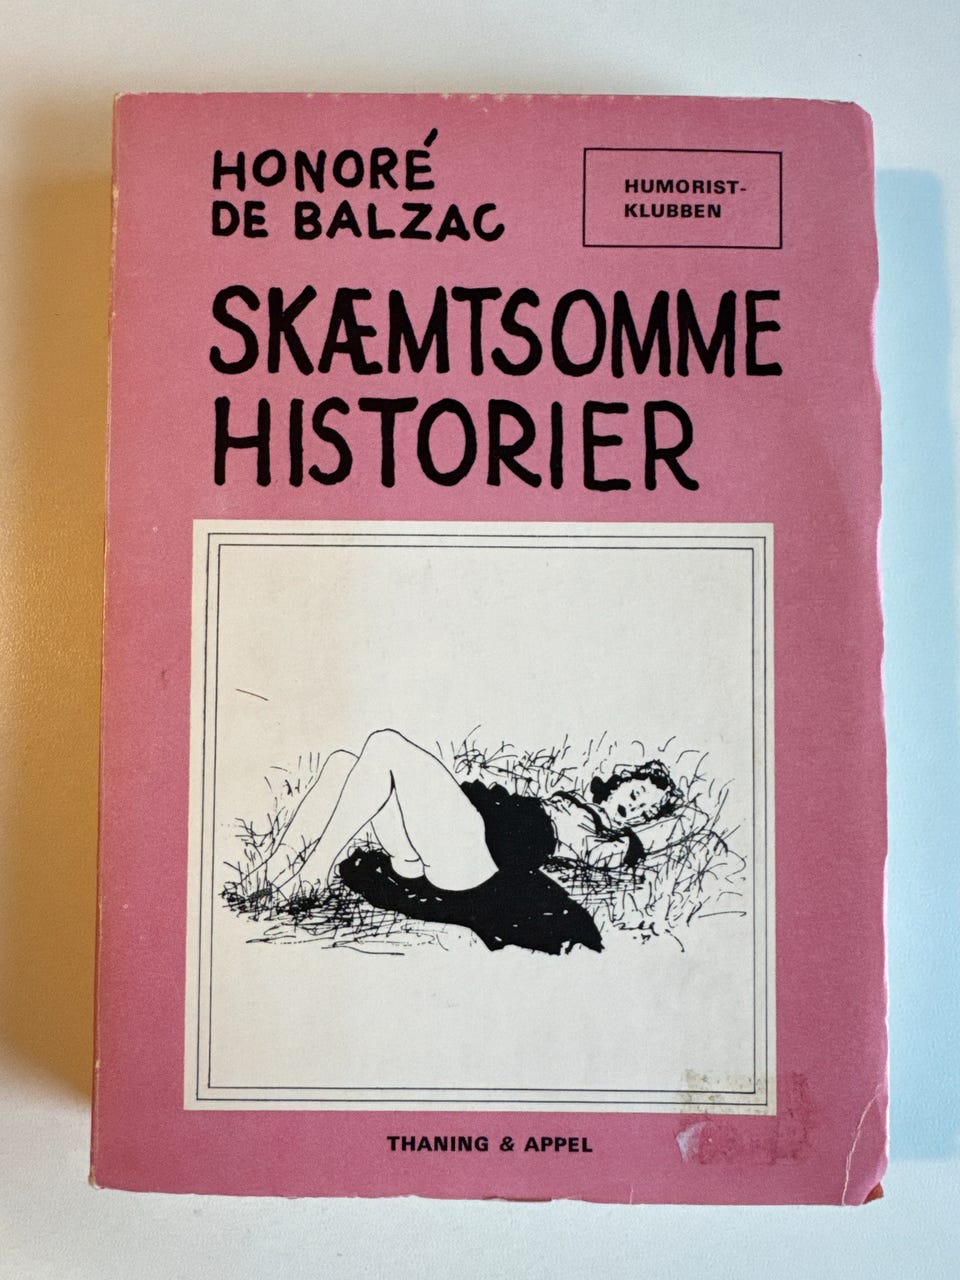 HONORÉ
DE BALZAC
HUMORIST-
KLUBBEN
SKÆMTSOMME
HISTORIER
THANING & APPEL